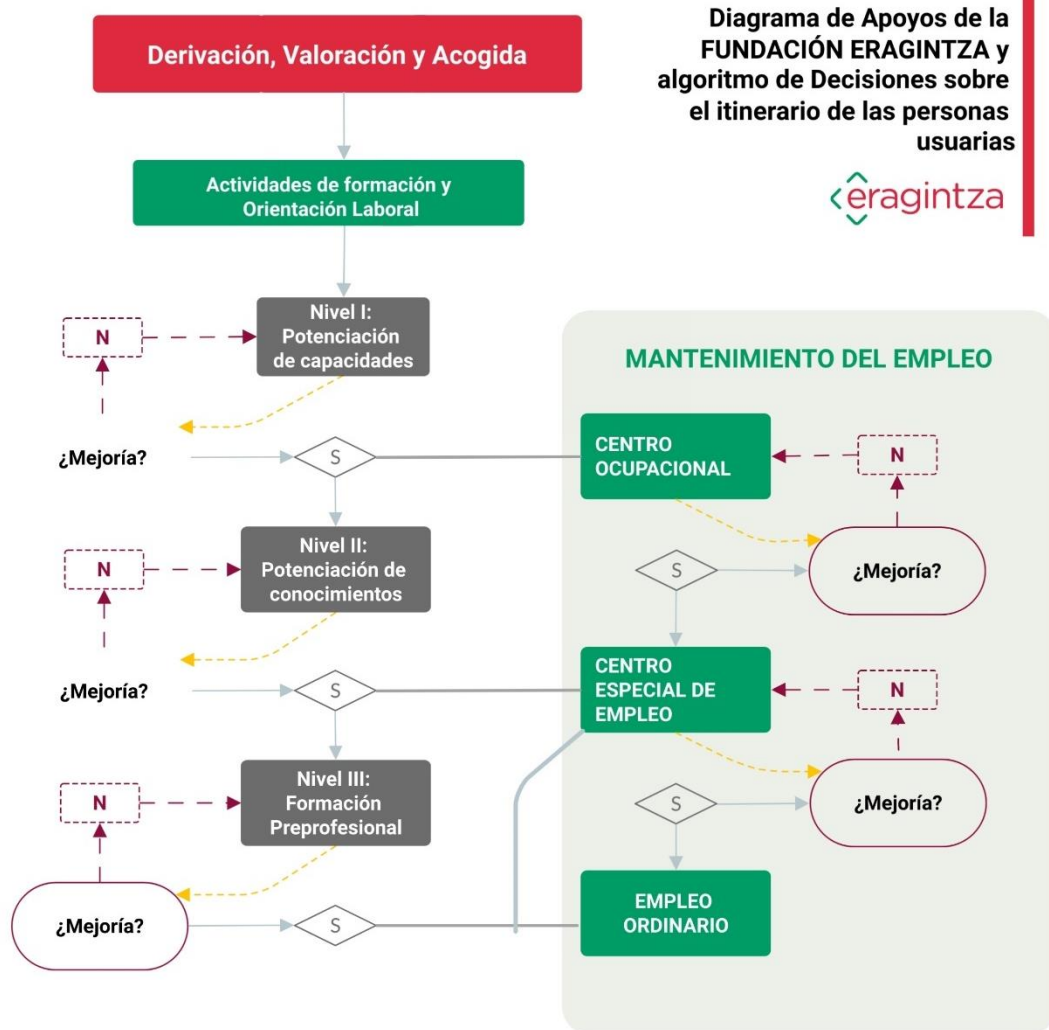 Diagrama de Apoyos de la
FUNDACIÓN ERAGINTZA y
algoritmo de Decisiones sobre
el itinerario de las personas
usuarias
eragintza
Derivación, Valoración y Acogida
Actividades de formación y
Orientación Laboral
Nivel I:
Potenciación
de capacidades
N
¿Mejoría?
S
Nivel II:
Potenciación de
conocimientos
N
¿Mejoría?
S
Nivel III:
Formación
Preprofesional
N
¿Mejoría?
S
MANTENIMIENTO DEL EMPLEO
CENTRO
OCUPACIONAL
N
¿Mejoría?
S
CENTRO
ESPECIAL DE
EMPLEO
N
¿Mejoría?
S
EMPLEO
ORDINARIO